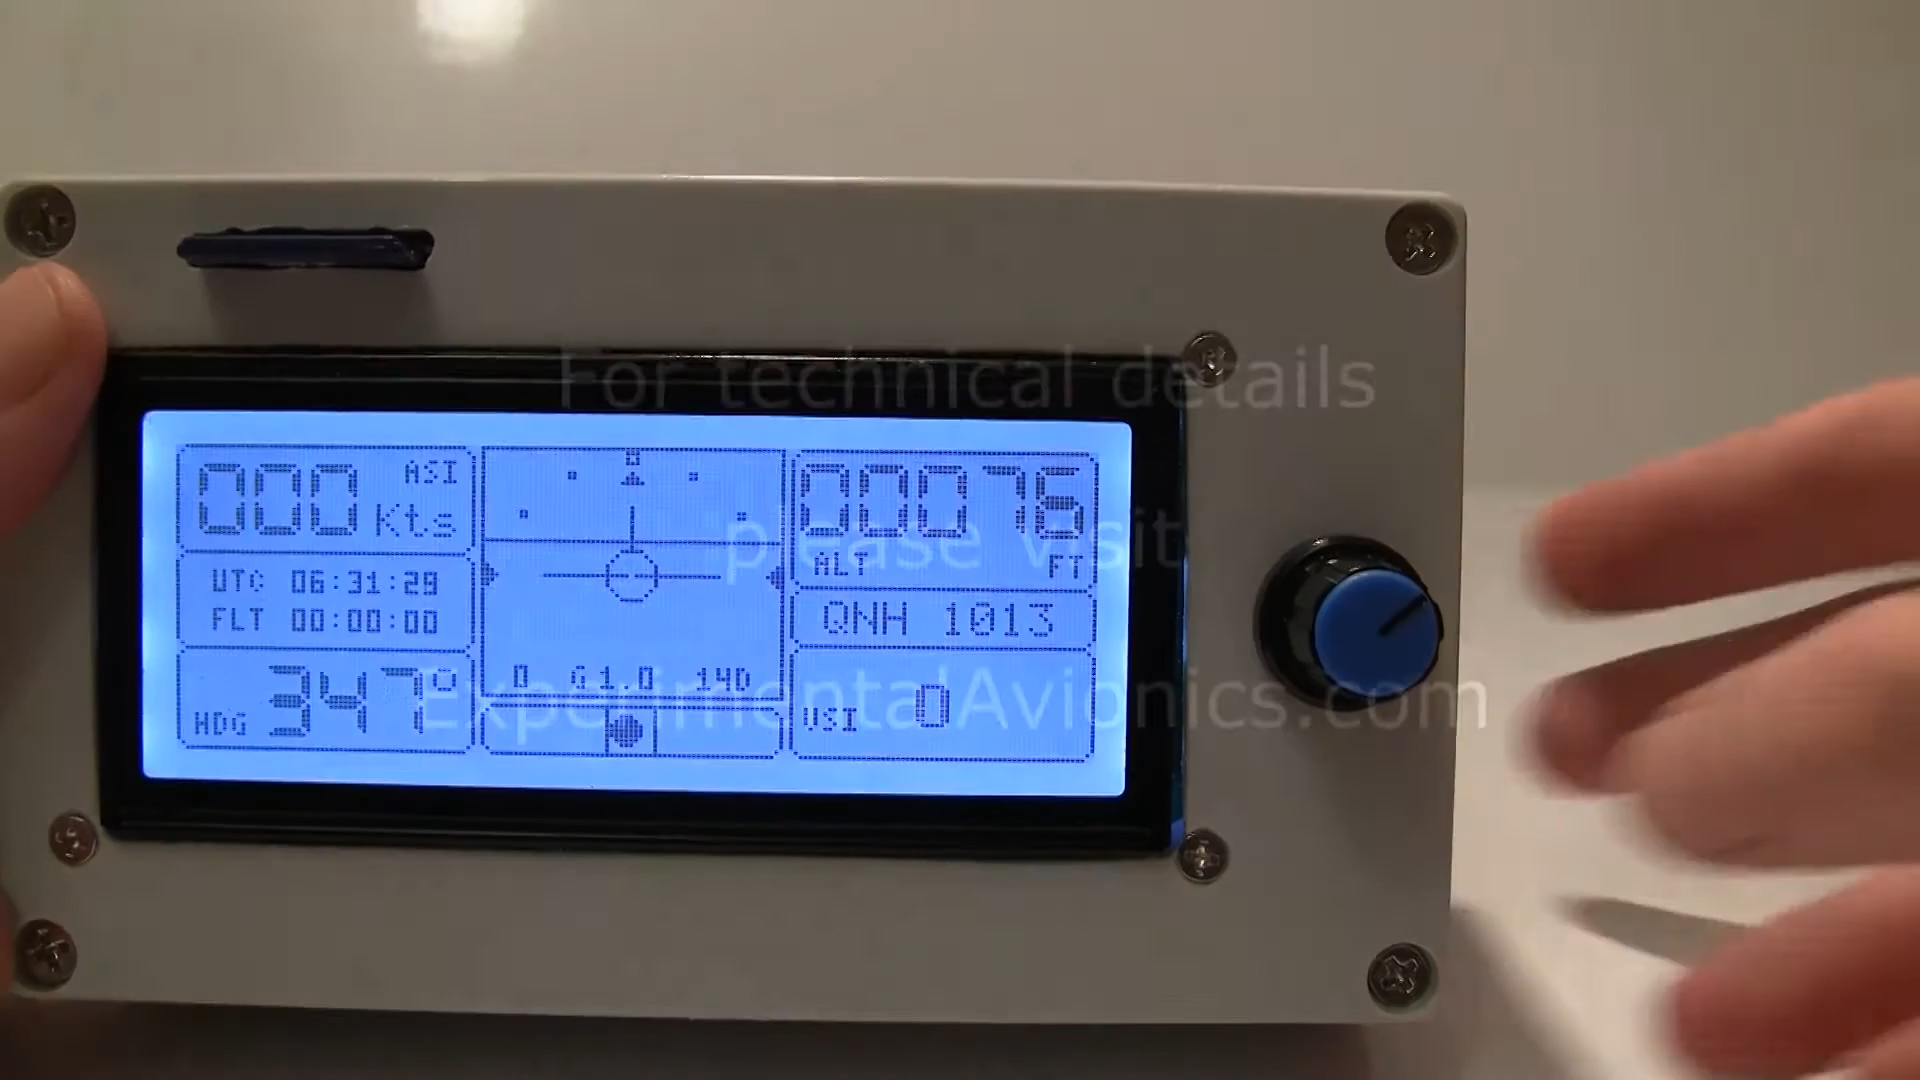 For technical details
please visit
ExperimentalAvionics.com
000 ASI
Kts
UTC 06:31:29
FLT 00:00:00
HDG 347°
0 G1.0 14D
00076
ALT FT
QNH 1013
VSI 0